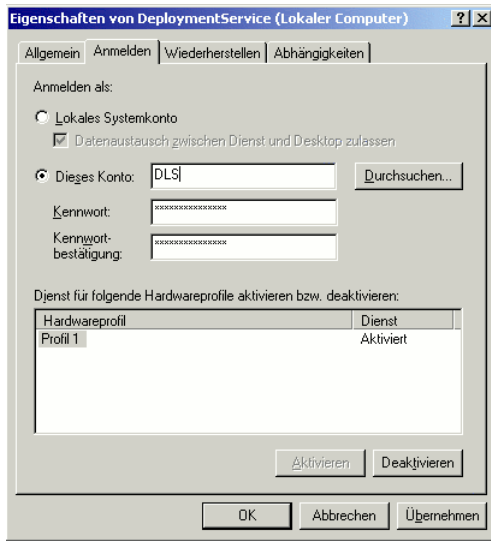 Eigenschaften von DeploymentService (Lokaler Computer)
Allgemein Anmelden Wiederherstellen Abhängigkeiten
Anmelden als:
Lokales Systemkonto
Datenaustausch zwischen Dienst und Desktop zulassen
Dieses Konto: DLS Durchsuchen...
Kennwort: ***************
Kennwort-
bestätigung: ***************
Dienst für folgende Hardwareprofile aktivieren bzw. deaktivieren:
Hardwareprofil Dienst
Profil 1 Aktiviert
Aktivieren Deaktivieren
OK Abbrechen Übernehmen